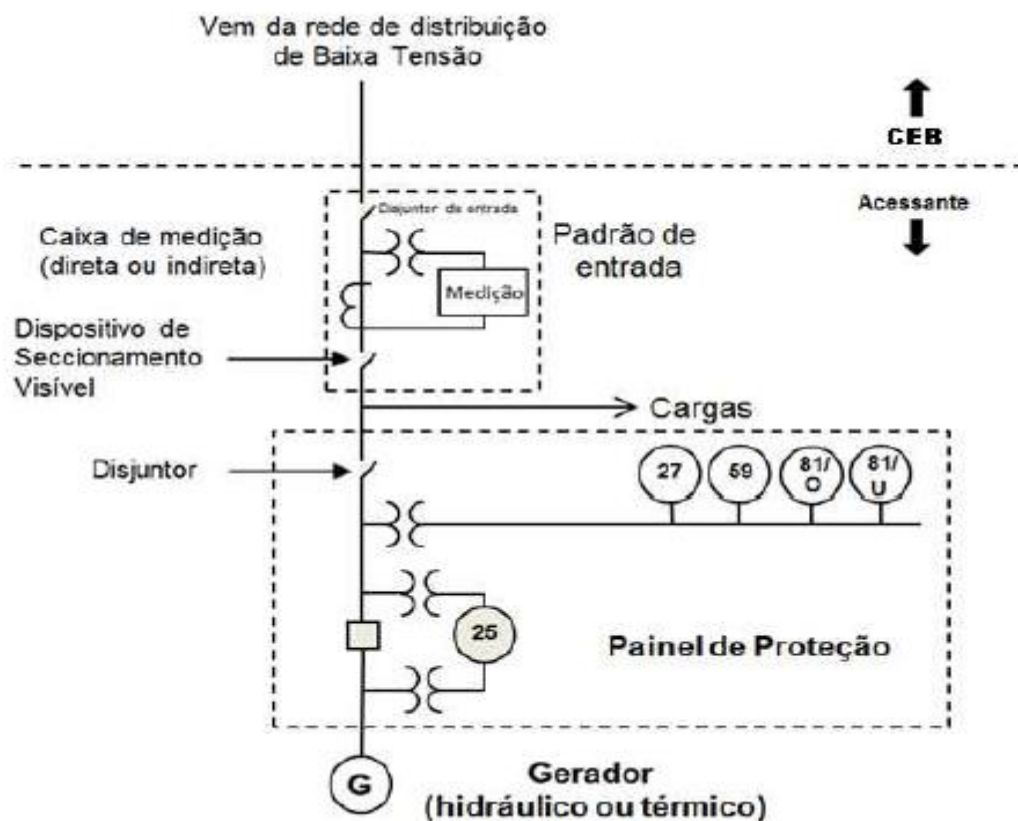 Vem da rede de distribuição
de Baixa Tensão
CEB
Disjuntor de entrada
Acessante
Caixa de medição
(direta ou indireta)
Padrão de
entrada
Medição
Dispositivo de
Seccionamento
Visível
Cargas
Disjuntor
27
59
81/
O
81/
U
25
Painel de Proteção
G
Gerador
(hidráulico ou térmico)